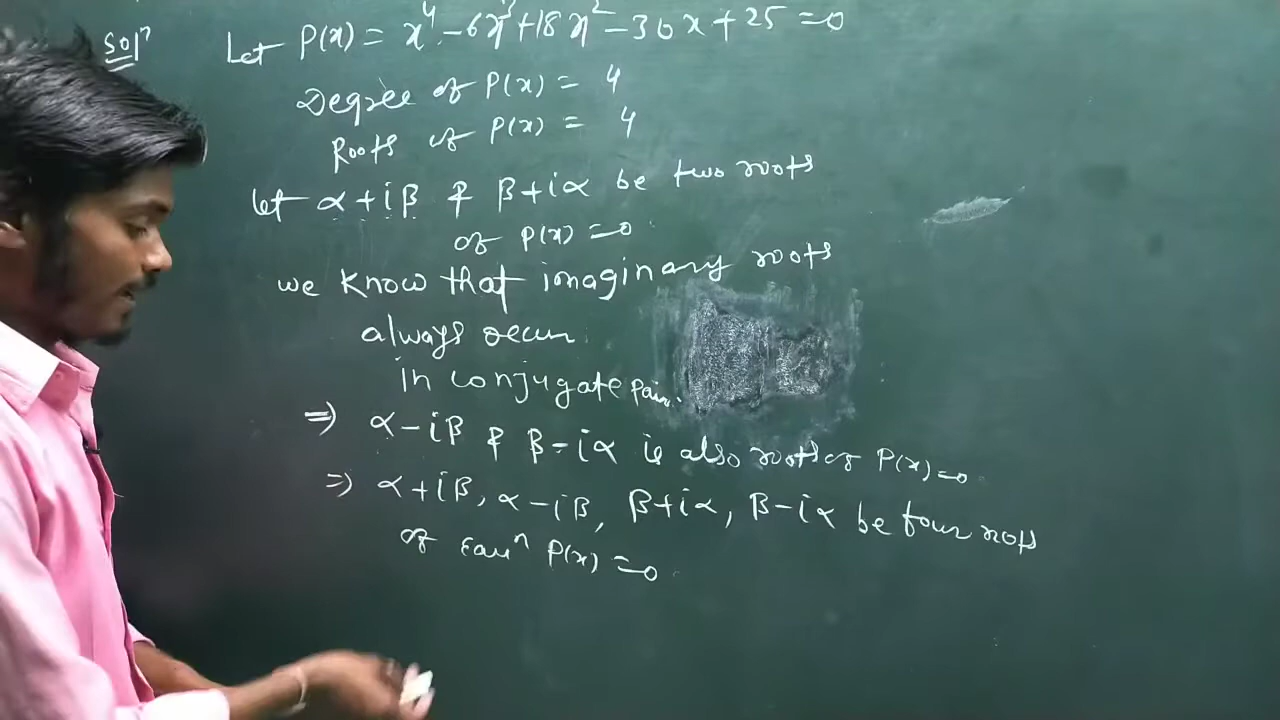 Solⁿ Let P(x) = x⁴ - 6x³ + 18x² - 30x + 25 = 0
Degree of P(x) = 4
Roots of P(x) = 4
let α + iβ & β + iα be two roots
of P(x) = 0
we know that imaginary roots
always occur
in conjugate pair.
⇒ α - iβ & β - iα is also roots of P(x) = 0
⇒ α + iβ, α - iβ, β + iα, β - iα be four roots
of Equⁿ P(x) = 0